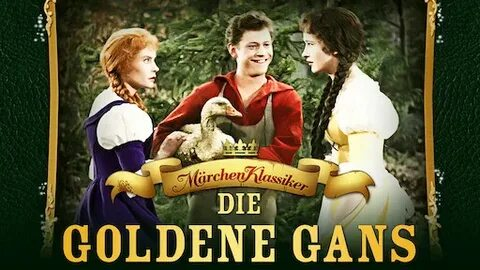 MärchenKlassiker
DIE
GOLDENE GANS